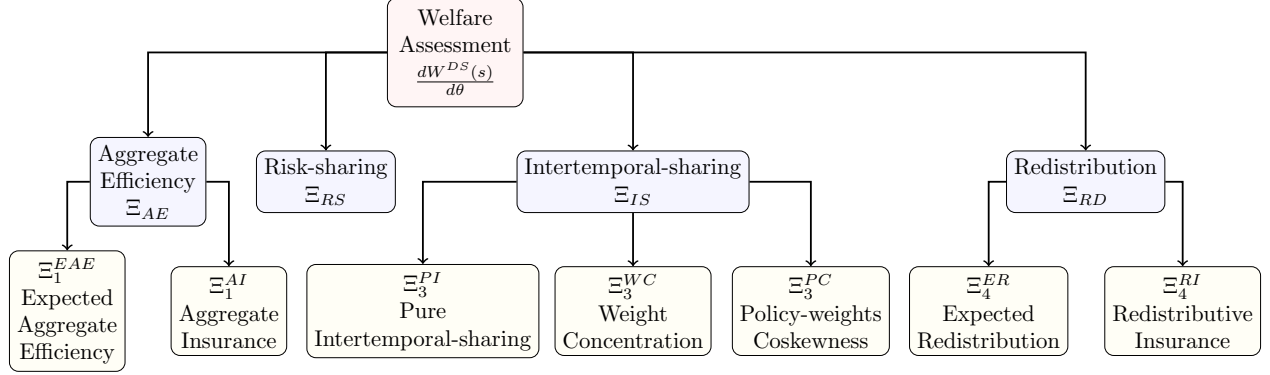 Welfare
Assessment
dW^{DS}(s)
dθ
Aggregate
Efficiency
Ξ_{AE}
Risk-sharing
Ξ_{RS}
Intertemporal-sharing
Ξ_{IS}
Redistribution
Ξ_{RD}
Ξ_1^{EAE}
Expected
Aggregate
Efficiency
Ξ_1^{AI}
Aggregate
Insurance
Ξ_3^{PI}
Pure
Intertemporal-sharing
Ξ_3^{WC}
Weight
Concentration
Ξ_3^{PC}
Policy-weights
Coskewness
Ξ_4^{ER}
Expected
Redistribution
Ξ_4^{RI}
Redistributive
Insurance